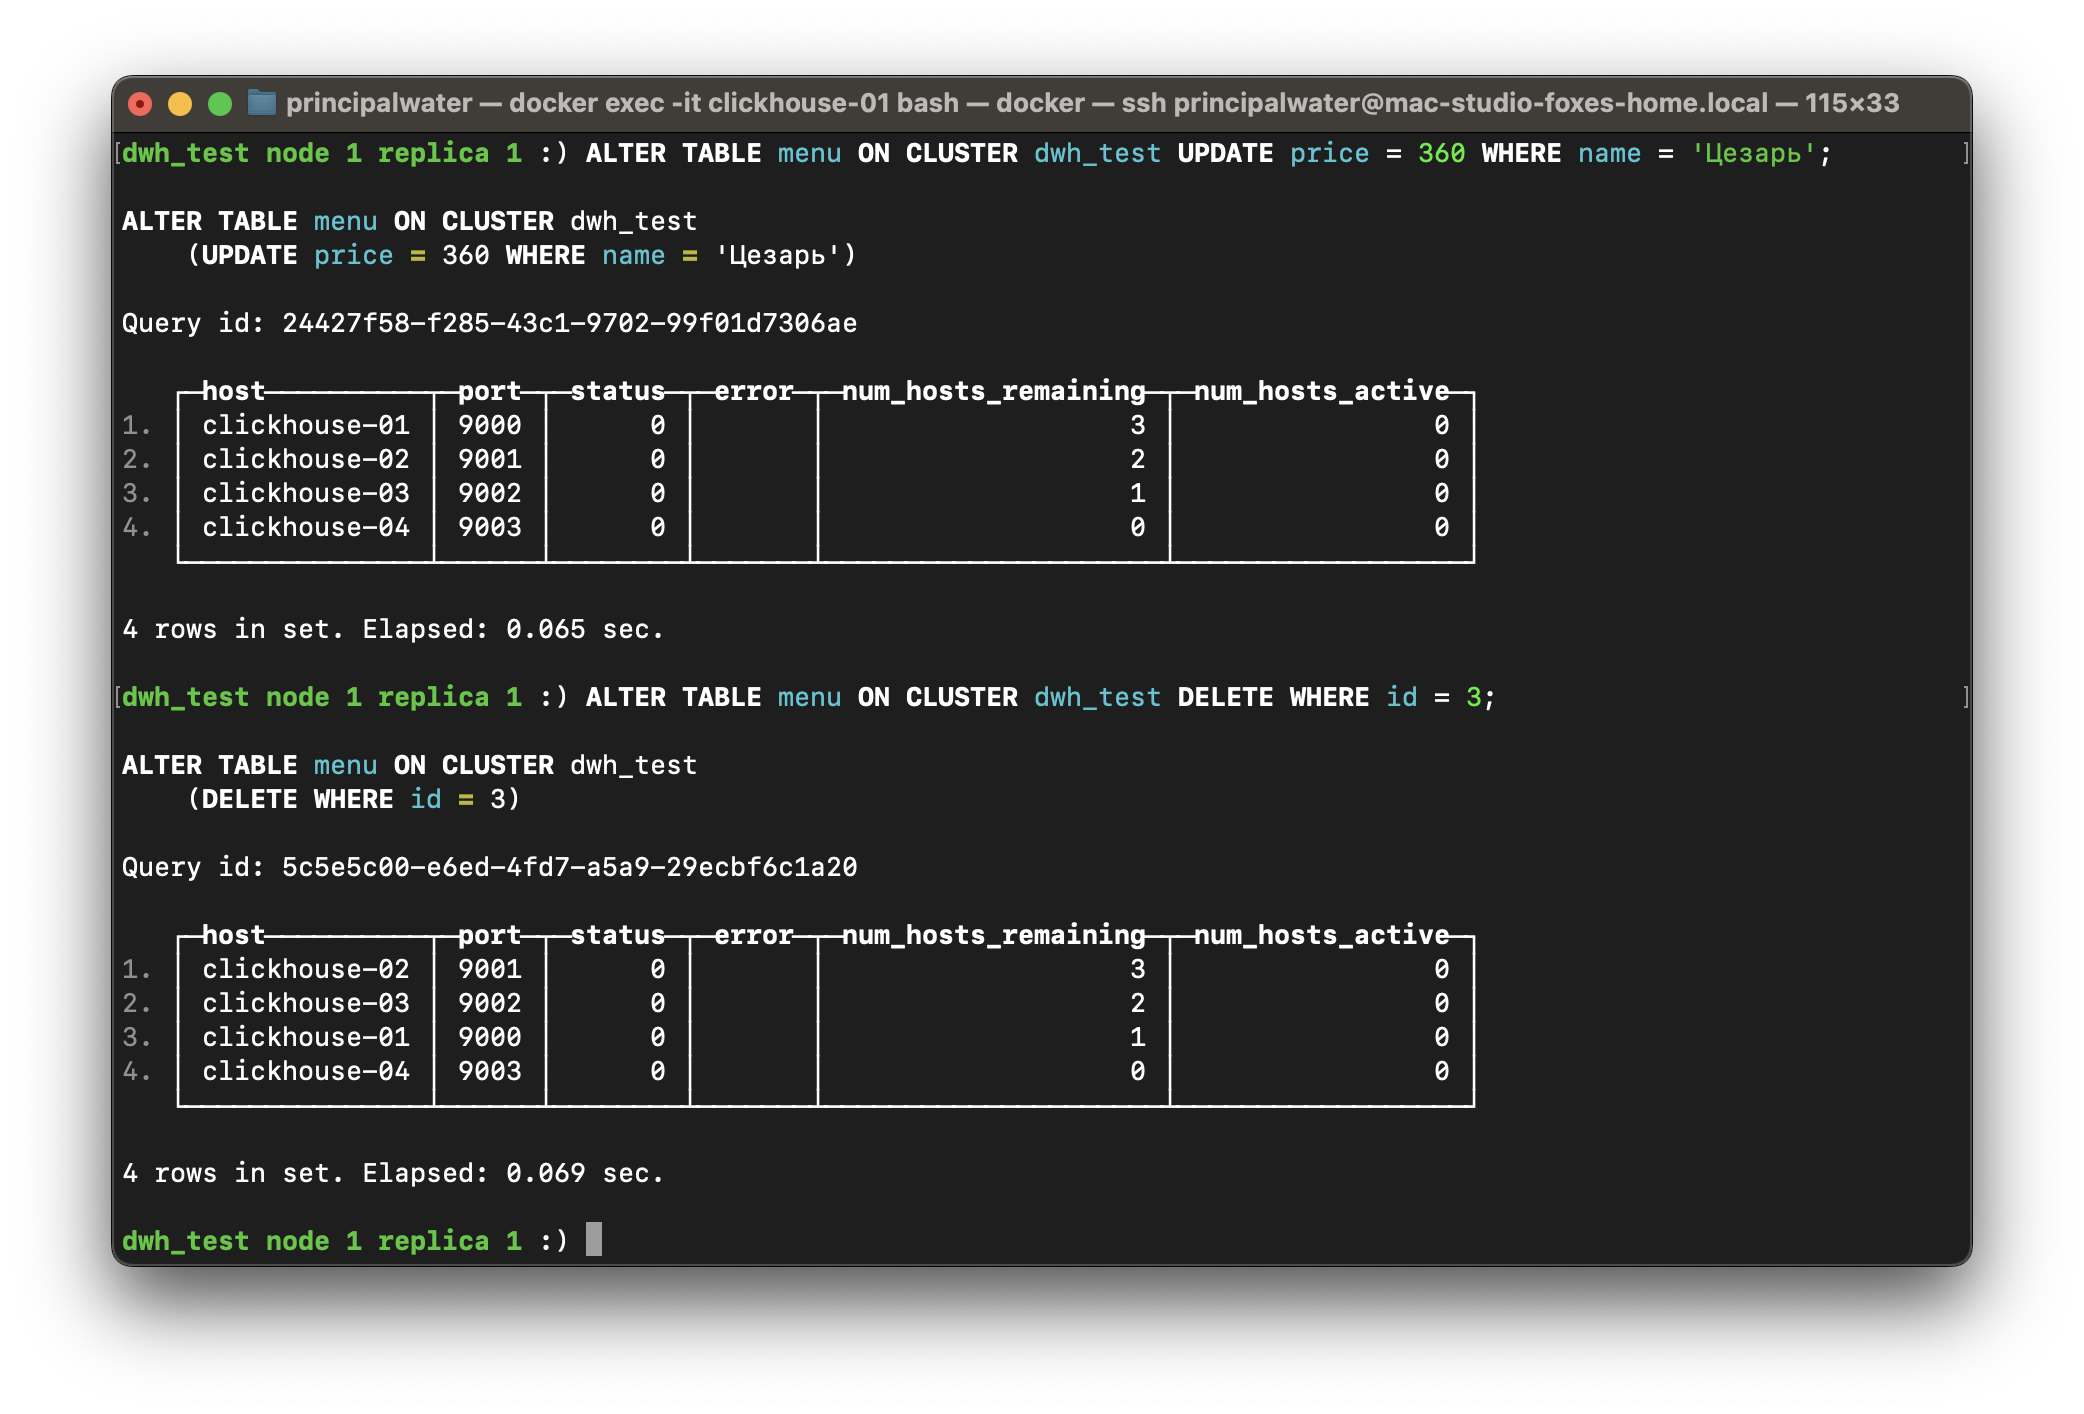 principalwater — docker exec -it clickhouse-01 bash — docker — ssh principalwater@mac-studio-foxes-home.local — 115×33
[dwh_test node 1 replica 1 :) ALTER TABLE menu ON CLUSTER dwh_test UPDATE price = 360 WHERE name = 'Цезарь'; ]
ALTER TABLE menu ON CLUSTER dwh_test
(UPDATE price = 360 WHERE name = 'Цезарь')
Query id: 24427f58-f285-43c1-9702-99f01d7306ae
host port status error num_hosts_remaining num_hosts_active
1. clickhouse-01 9000 0 3 0
2. clickhouse-02 9001 0 2 0
3. clickhouse-03 9002 0 1 0
4. clickhouse-04 9003 0 0 0
4 rows in set. Elapsed: 0.065 sec.
[dwh_test node 1 replica 1 :) ALTER TABLE menu ON CLUSTER dwh_test DELETE WHERE id = 3; ]
ALTER TABLE menu ON CLUSTER dwh_test
(DELETE WHERE id = 3)
Query id: 5c5e5c00-e6ed-4fd7-a5a9-29ecbf6c1a20
host port status error num_hosts_remaining num_hosts_active
1. clickhouse-02 9001 0 3 0
2. clickhouse-03 9002 0 2 0
3. clickhouse-01 9000 0 1 0
4. clickhouse-04 9003 0 0 0
4 rows in set. Elapsed: 0.069 sec.
dwh_test node 1 replica 1 :)